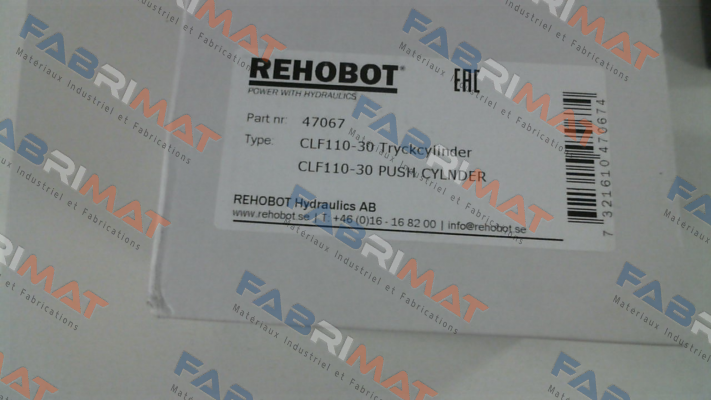 REHOBOT®
POWER WITH HYDRAULICS
EAC
Part nr: 47067
Type: CLF110-30 Tryckcylinder
CLF110-30 PUSH CYLNDER
REHOBOT Hydraulics AB
www.rehobot.se | T: +46 (0)16 - 16 82 00 | info@rehobot.se
7 321610 470674
FABRIMAT
Materiaux Industriel et Fabrications